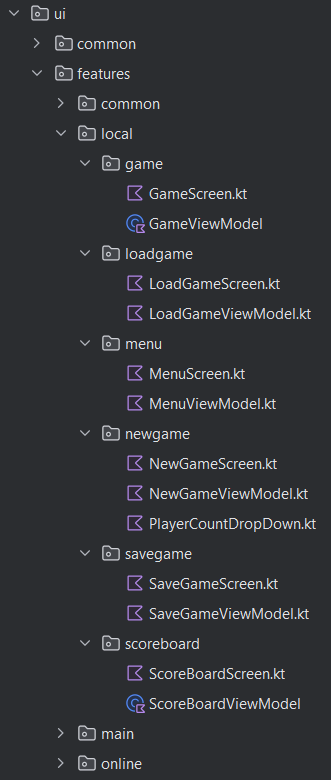 ui
common
features
common
local
game
GameScreen.kt
GameViewModel
loadgame
LoadGameScreen.kt
LoadGameViewModel.kt
menu
MenuScreen.kt
MenuViewModel.kt
newgame
NewGameScreen.kt
NewGameViewModel.kt
PlayerCountDropDown.kt
savegame
SaveGameScreen.kt
SaveGameViewModel.kt
scoreboard
ScoreBoardScreen.kt
ScoreBoardViewModel
main
online